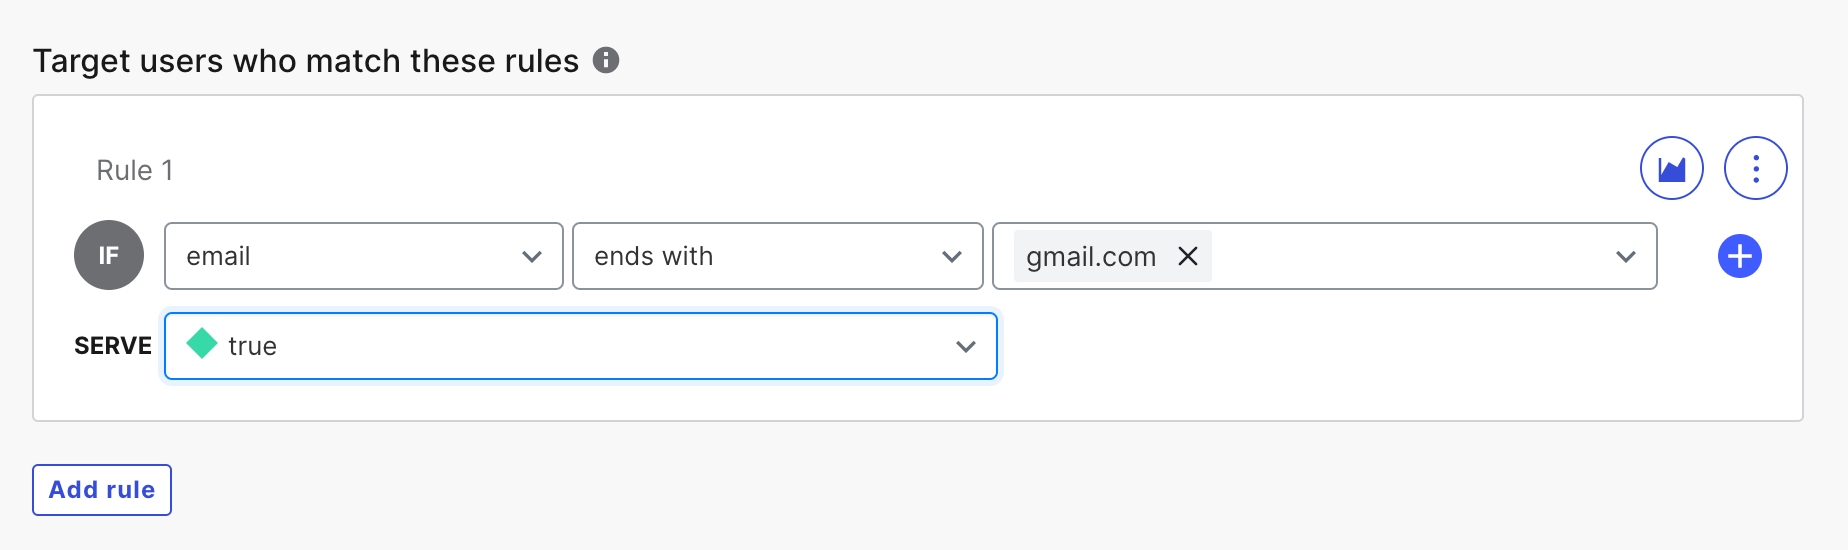 Target users who match these rules
Rule 1
IF email ends with gmail.com
SERVE true
Add rule